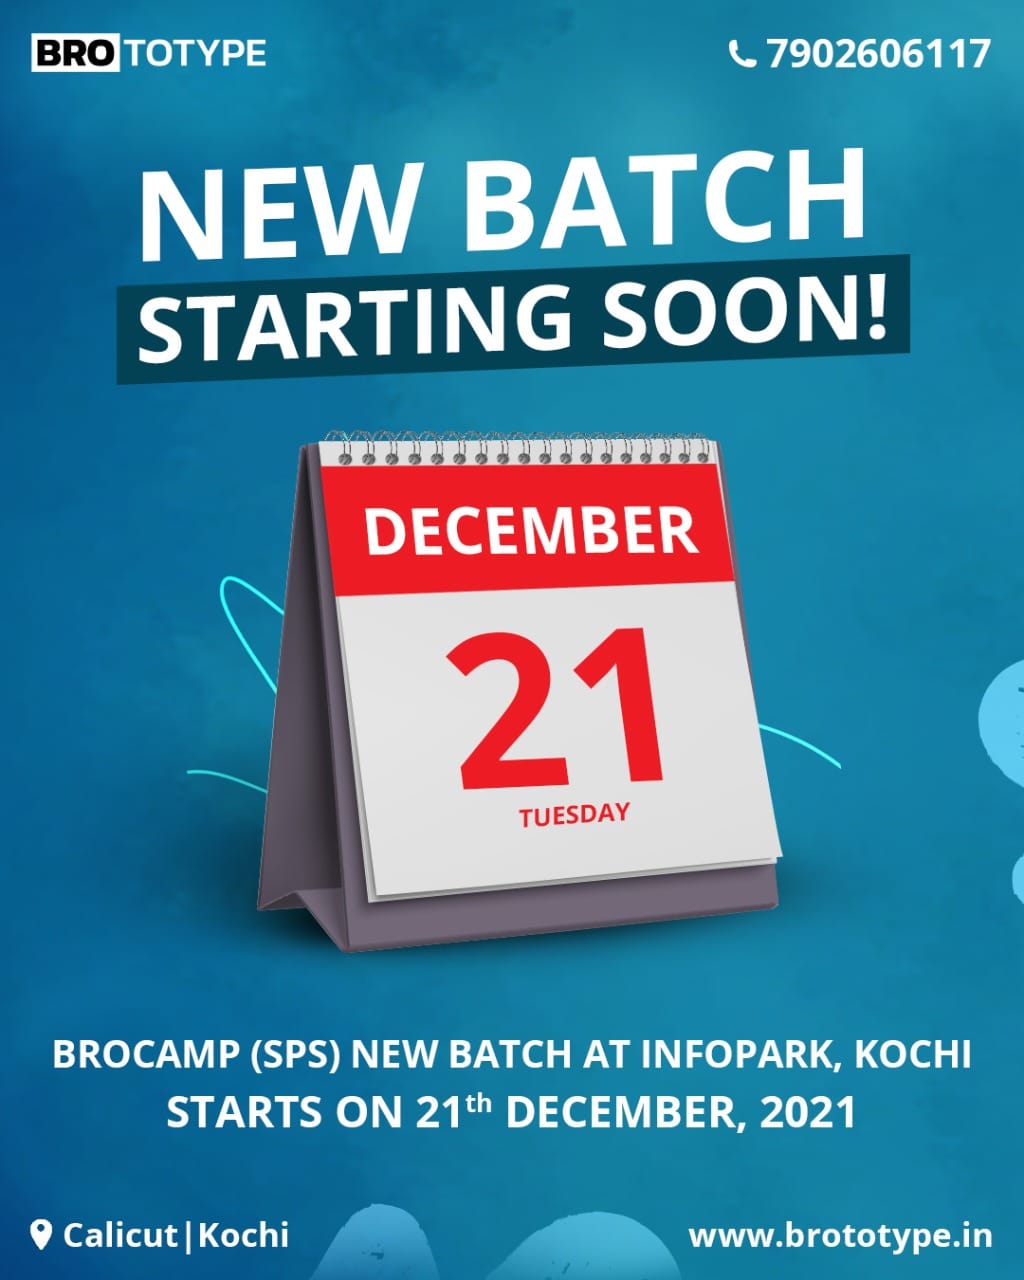 BROTOTYPE
7902606117
NEW BATCH
STARTING SOON!
DECEMBER
21
TUESDAY
BROCAMP (SPS) NEW BATCH AT INFOPARK, KOCHI
STARTS ON 21th DECEMBER, 2021
Calicut|Kochi
www.brototype.in